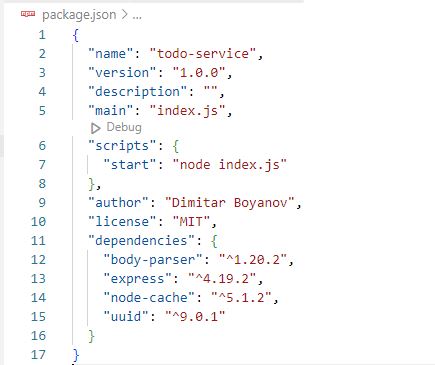 package.json > ...
1 {
2   "name": "todo-service",
3   "version": "1.0.0",
4   "description": "",
5   "main": "index.js",
Debug
6   "scripts": {
7     "start": "node index.js"
8   },
9   "author": "Dimitar Boyanov",
10   "license": "MIT",
11   "dependencies": {
12     "body-parser": "^1.20.2",
13     "express": "^4.19.2",
14     "node-cache": "^5.1.2",
15     "uuid": "^9.0.1"
16   }
17 }